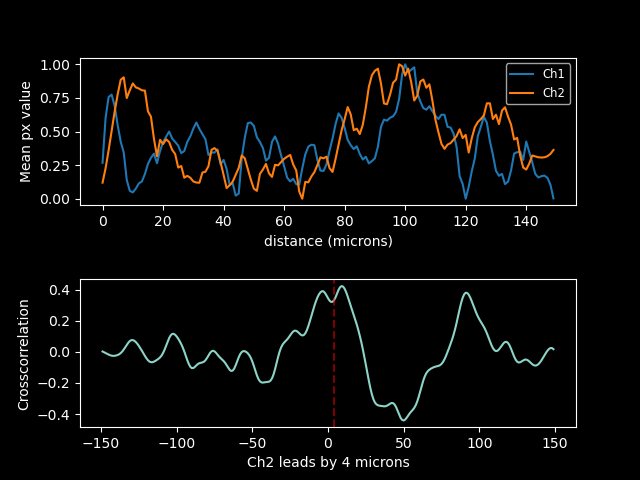 1.00
0.75
0.50
0.25
0.00
Mean px value
Ch1
Ch2
0 20 40 60 80 100 120 140
distance (microns)
0.4
0.2
0.0
−0.2
−0.4
Crosscorrelation
−150 −100 −50 0 50 100 150
Ch2 leads by 4 microns